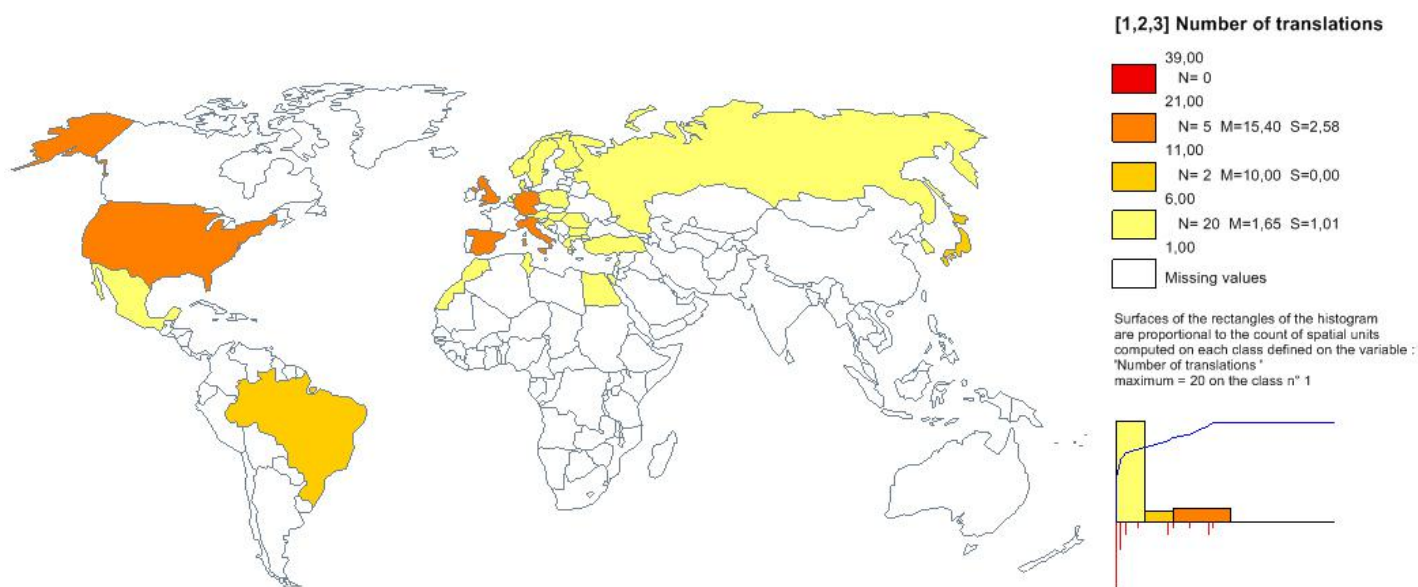 [1,2,3] Number of translations
39,00
N= 0
21,00
N= 5 M=15,40 S=2,58
11,00
N= 2 M=10,00 S=0,00
6,00
N= 20 M=1,65 S=1,01
1,00
Missing values
Surfaces of the rectangles of the histogram
are proportional to the count of spatial units
computed on each class defined on the variable :
'Number of translations '
maximum = 20 on the class n° 1